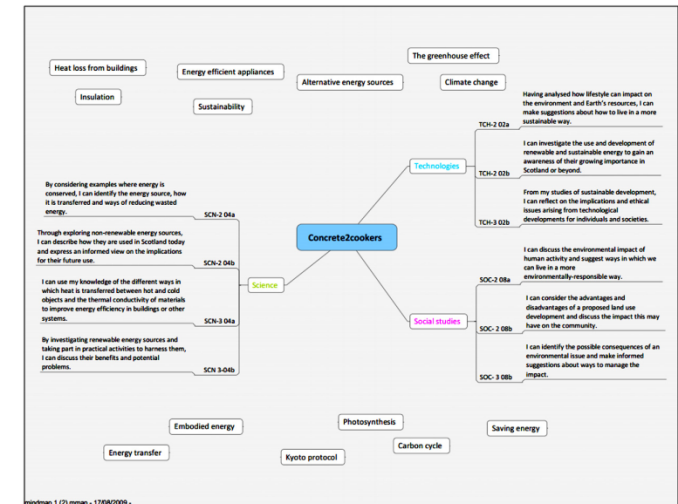 The greenhouse effect
Heat loss from buildings
Energy efficient appliances
Alternative energy sources
Climate change
Insulation
Sustainability
Concrete2cookers
Technologies
TCH-2 02a
Having analysed how lifestyle can impact on
the environment and Earth's resources, I can
make suggestions about how to live in a more
sustainable way.
TCH-2 02b
I can investigate the use and development of
renewable and sustainable energy to gain an
awareness of their growing importance in
Scotland or beyond.
TCH-3 02b
From my studies of sustainable development,
I can reflect on the implications and ethical
issues arising from technological
developments for individuals and societies.
Social studies
SOC-2 08a
I can discuss the environmental impact of
human activity and suggest ways in which we
can live in a more
environmentally-responsible way.
SOC- 2 08b
I can consider the advantages and
disadvantages of a proposed land use
development and discuss the impact this may
have on the community.
SOC- 3 08b
I can identify the possible consequences of an
environmental issue and make informed
suggestions about ways to manage the
impact.
Science
By considering examples where energy is
conserved, I can identify the energy source, how
it is transferred and ways of reducing wasted
energy.
SCN-2 04a
Through exploring non-renewable energy sources,
I can describe how they are used in Scotland today
and express an informed view on the implications
for their future use.
SCN-2 04b
I can use my knowledge of the different ways in
which heat is transferred between hot and cold
objects and the thermal conductivity of materials
to improve energy efficiency in buildings or other
systems.
SCN-3 04a
By investigating renewable energy sources and
taking part in practical activities to harness them,
I can discuss their benefits and potential
problems.
SCN 3-04b
Embodied energy
Photosynthesis
Saving energy
Energy transfer
Kyoto protocol
Carbon cycle
mindmap 1 (2) mmap - 17/08/2009 -